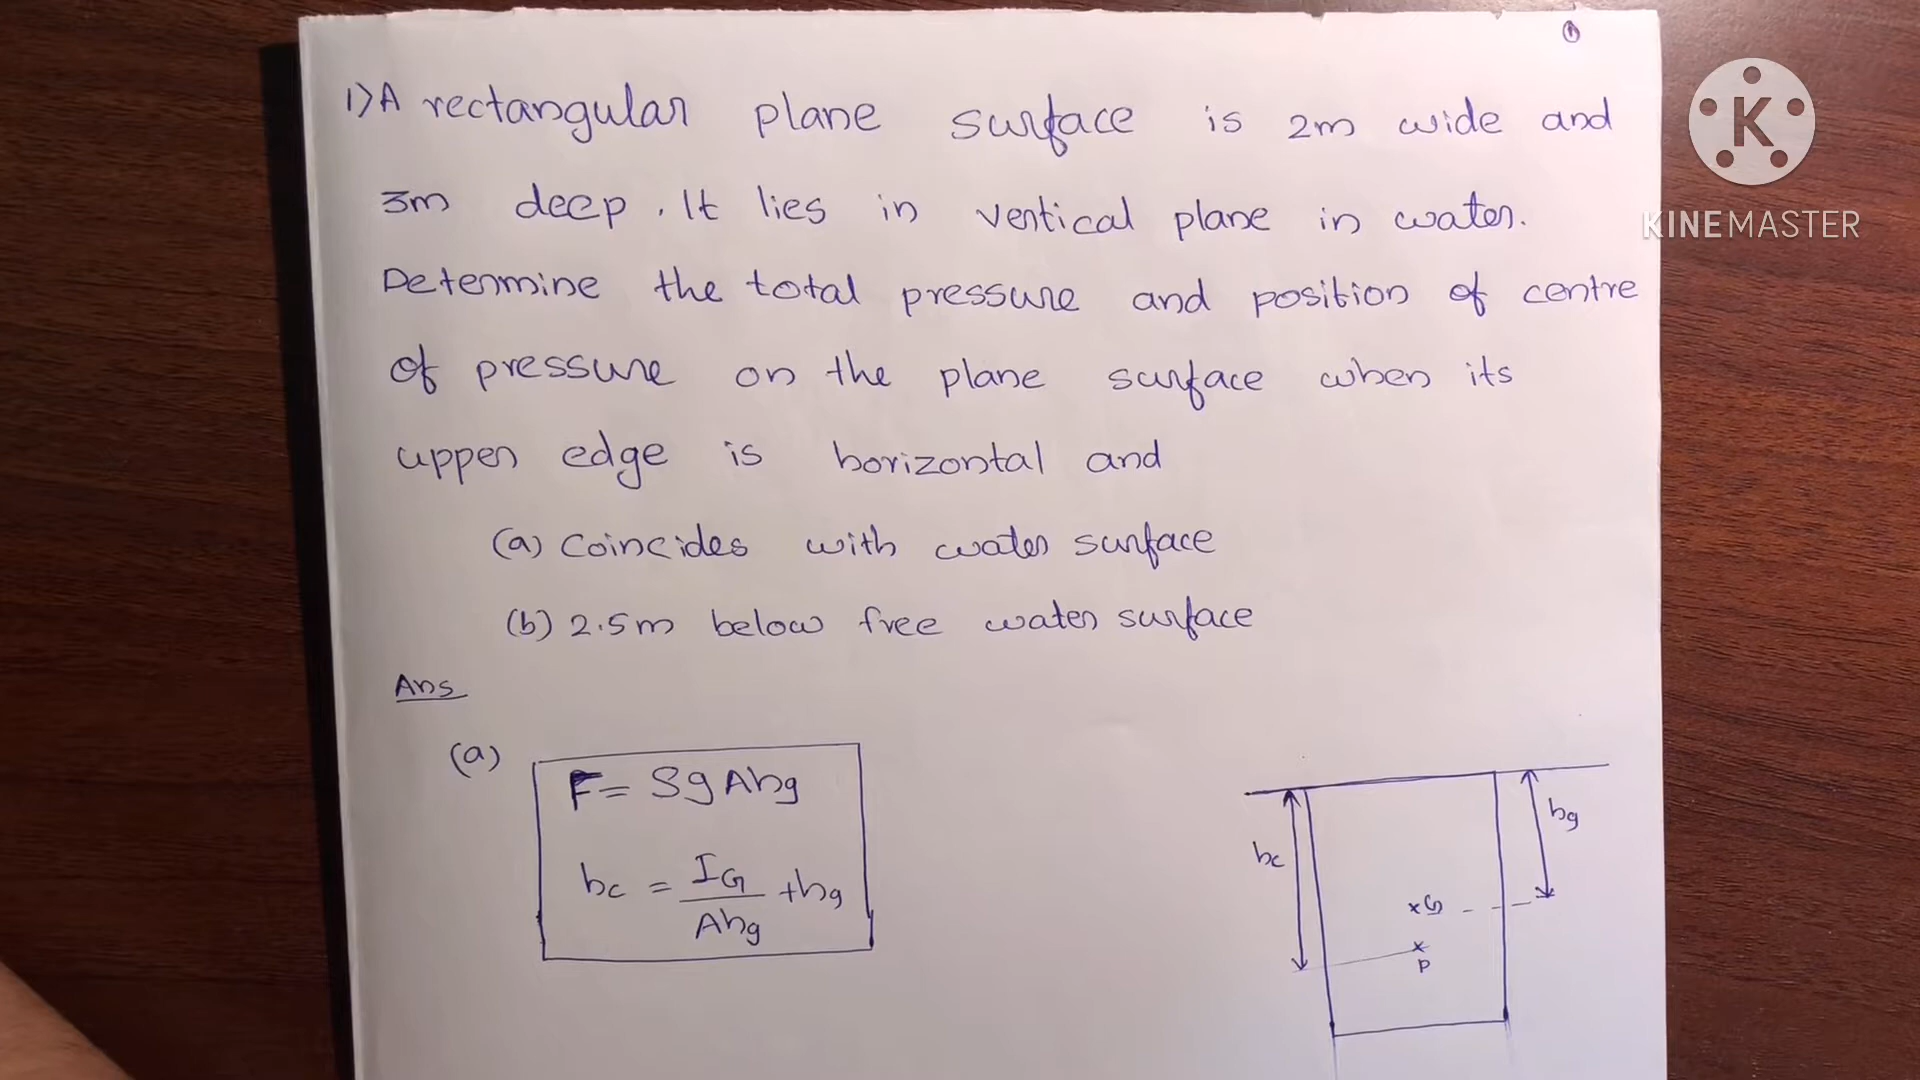 1
1) A rectangular plane surface is 2m wide and
3m deep. It lies in vertical plane in water.
Determine the total pressure and position of centre
of pressure on the plane surface when its
upper edge is horizontal and
(a) coincides with water surface
(b) 2.5m below free water surface
Ans
(a)
F = ρgAhg
hc = IG/Ahg + hg
hc
hg
G
P
K
KINEMASTER